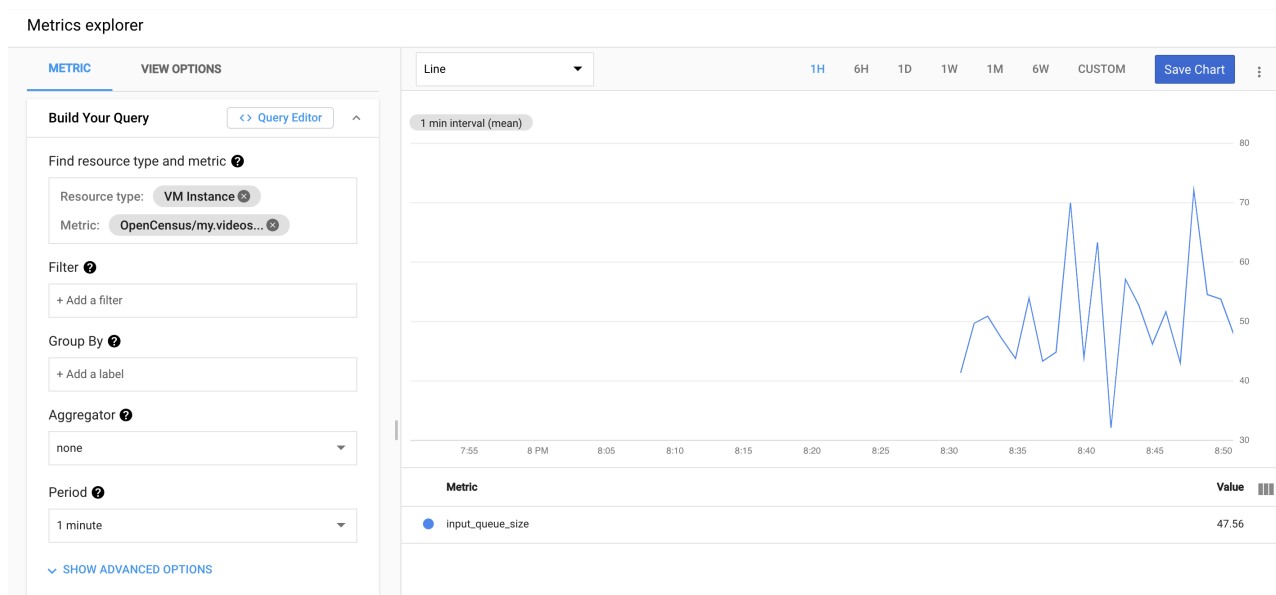 Metrics explorer
METRIC VIEW OPTIONS
Build Your Query <> Query Editor
Find resource type and metric ?
Resource type: VM Instance
Metric: OpenCensus/my.videos...
Filter ?
+ Add a filter
Group By ?
+ Add a label
Aggregator ?
none
Period ?
1 minute
SHOW ADVANCED OPTIONS
Line 1H 6H 1D 1W 1M 6W CUSTOM Save Chart
1 min interval (mean)
80
70
60
50
40
30
7:55 8 PM 8:05 8:10 8:15 8:20 8:25 8:30 8:35 8:40 8:45 8:50
Metric Value
input_queue_size 47.56